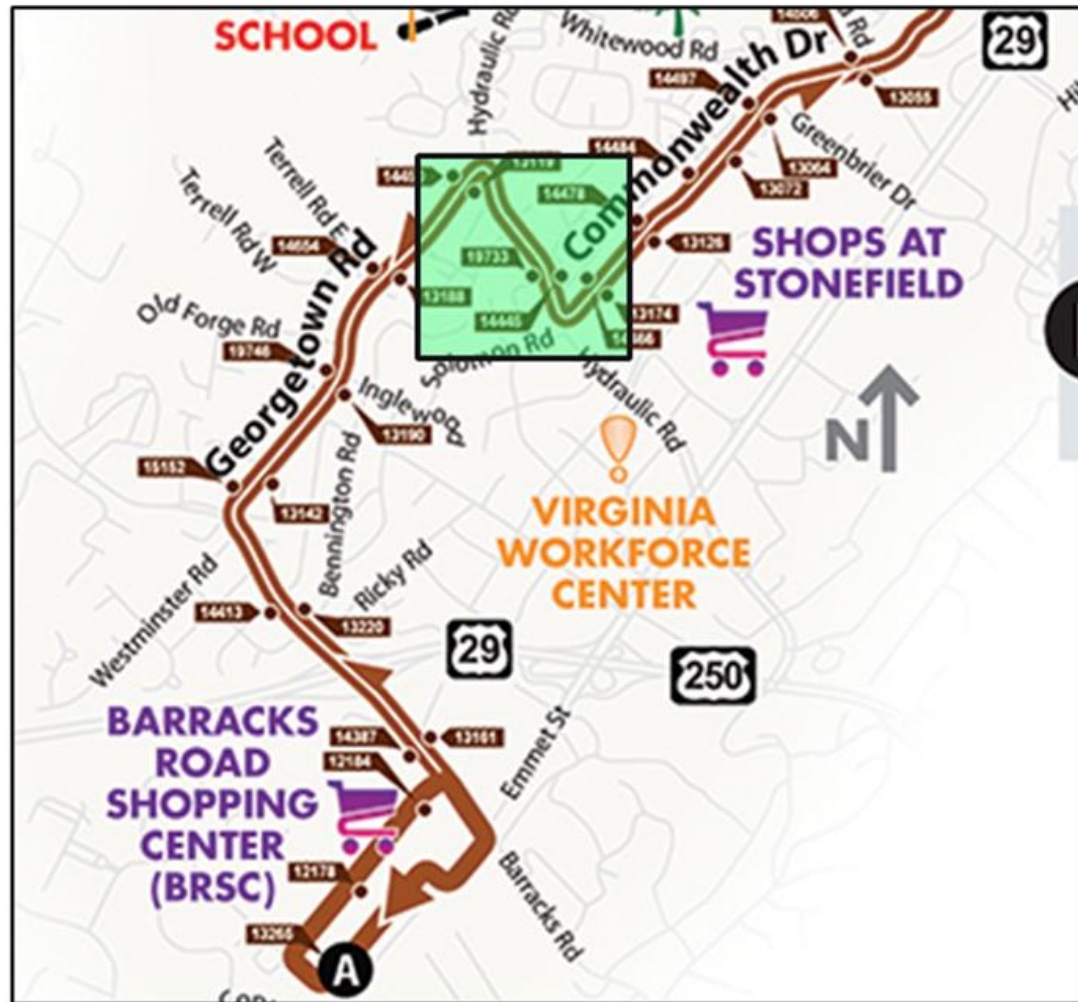 SCHOOL
Hydraulic Rd
Whitewood Rd
29
Commonwealth Dr
14497
13055
Greenbrier Dr
13064
13072
14484
14478
Terrell Rd E
Terrell Rd W
14654
Georgetown Rd
13188
19733
14446
13126
13174
SHOPS AT
STONEFIELD
Solomon Rd
Hydraulic Rd
Old Forge Rd
19746
Inglewood
13190
N
15152
13142
Bennington Rd
VIRGINIA
WORKFORCE
CENTER
Westminster Rd
Ricky Rd
14413
13220
29
250
BARRACKS
ROAD
SHOPPING
CENTER
(BRSC)
14387
13161
12184
Emmet St
12178
Barracks Rd
13265
A